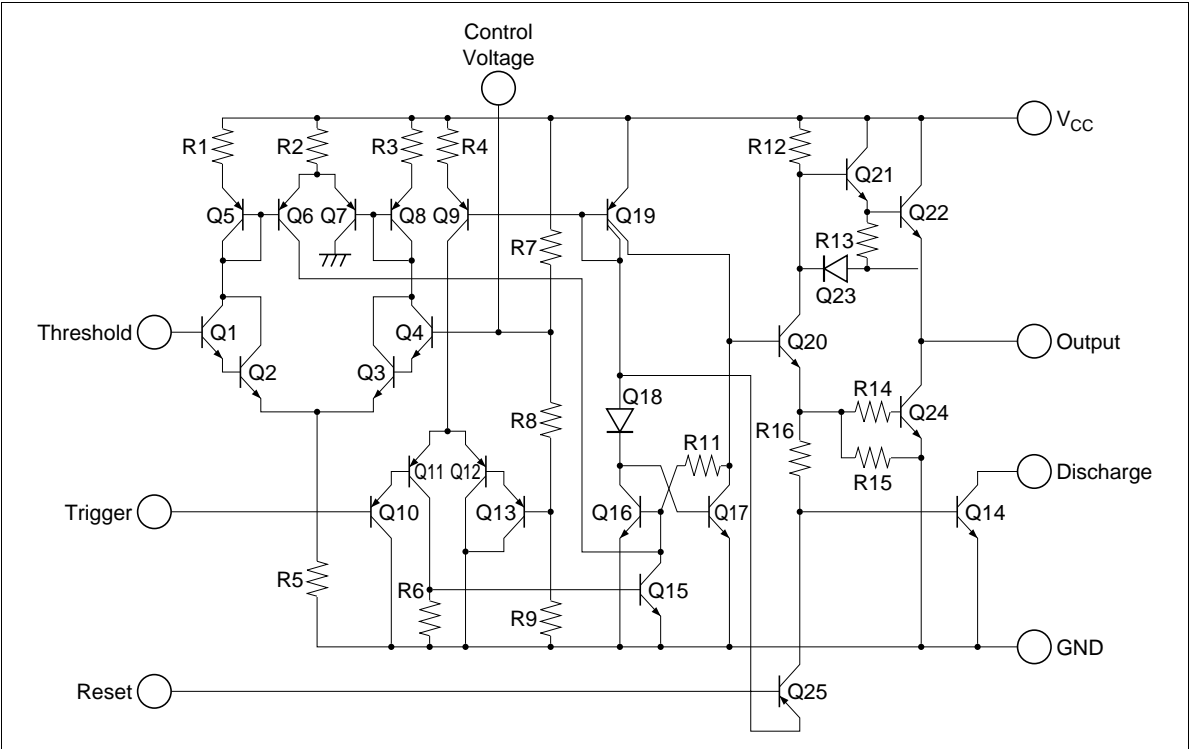 Control
Voltage
VCC
R1
R2
R3
R4
R12
Q21
Q5
Q6
Q7
Q8
Q9
Q19
Q22
R7
R13
Q23
Threshold
Q1
Q4
Q20
Output
Q2
Q3
Q18
R14
Q24
R8
R16
R11
R15
Discharge
Q11
Q12
Trigger
Q10
Q13
Q16
Q17
Q14
R5
R6
Q15
R9
GND
Reset
Q25